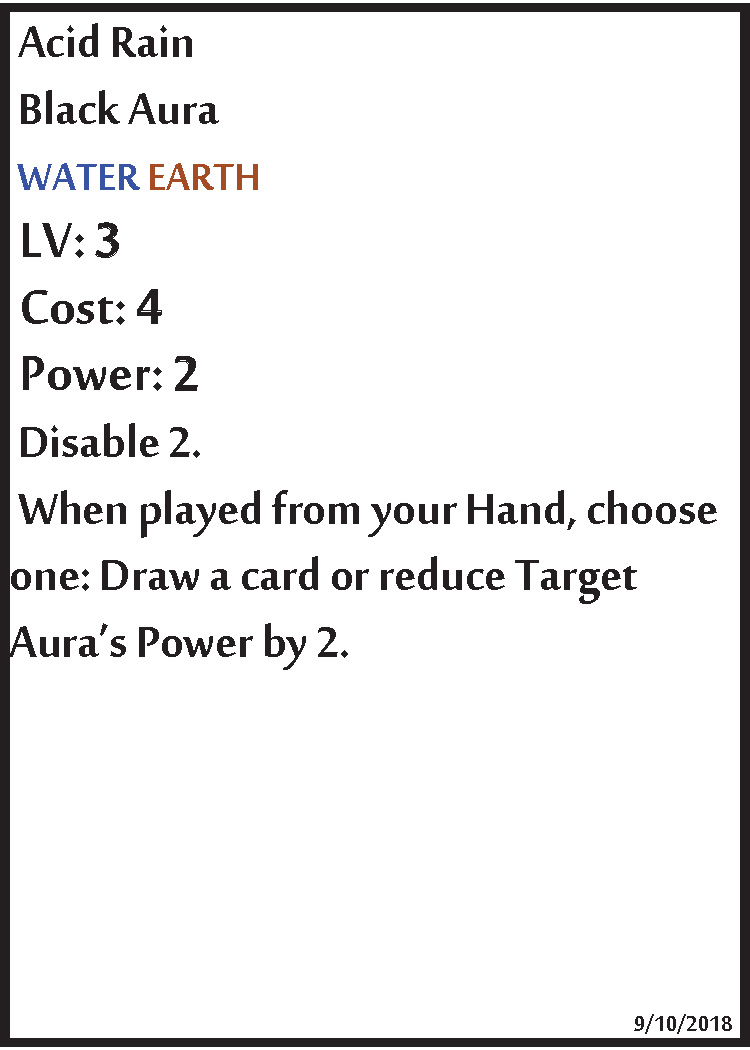 Acid Rain
Black Aura
WATER EARTH
LV: 3
Cost: 4
Power: 2
Disable 2.
When played from your Hand, choose
one: Draw a card or reduce Target
Aura's Power by 2.
9/10/2018